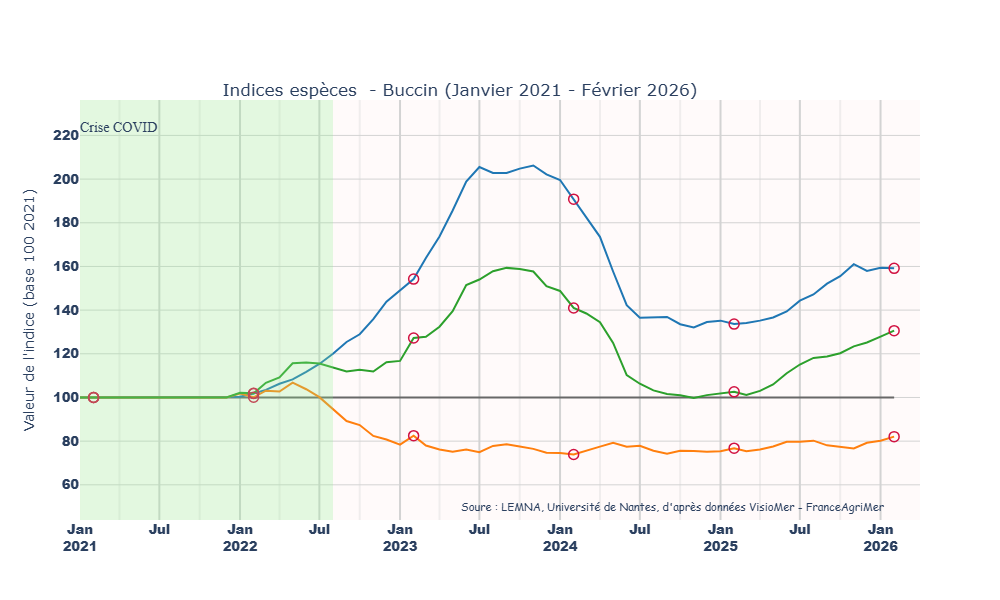 Indices espèces - Buccin (Janvier 2021 - Février 2026)
Crise COVID
Valeur de l'indice (base 100 2021)
220
200
180
160
140
120
100
80
60
Soure : LEMNA, Université de Nantes, d'après données VisioMer - FranceAgriMer
Jan Jul Jan Jul Jan Jul Jan Jul Jan Jul Jan
2021 2022 2023 2024 2025 2026